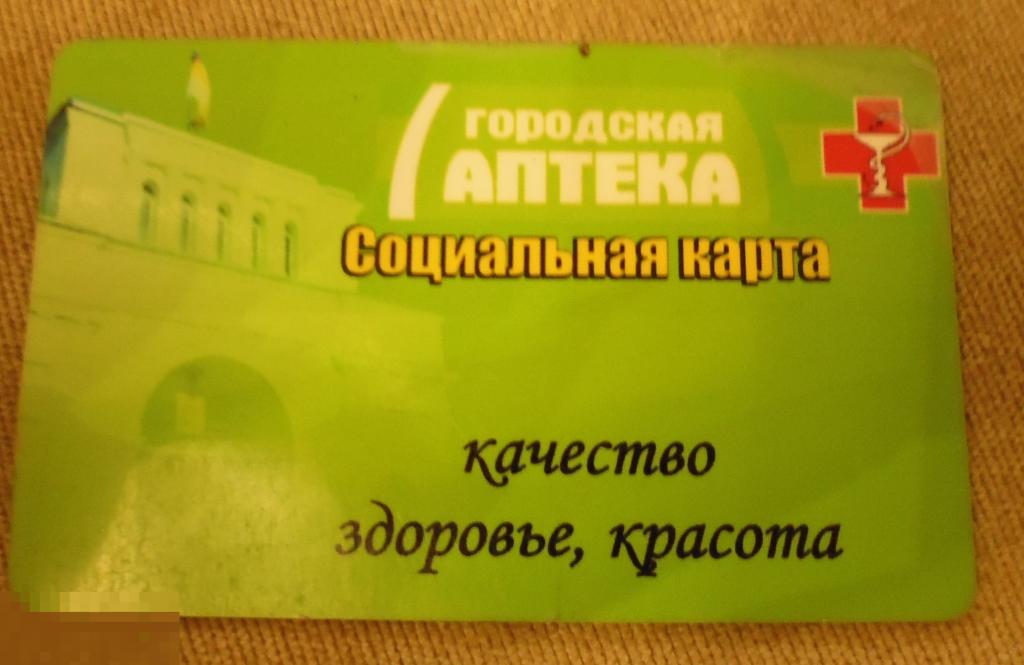 ГОРОДСКАЯ
АПТЕКА
Социальная карта
качество
здоровье, красота